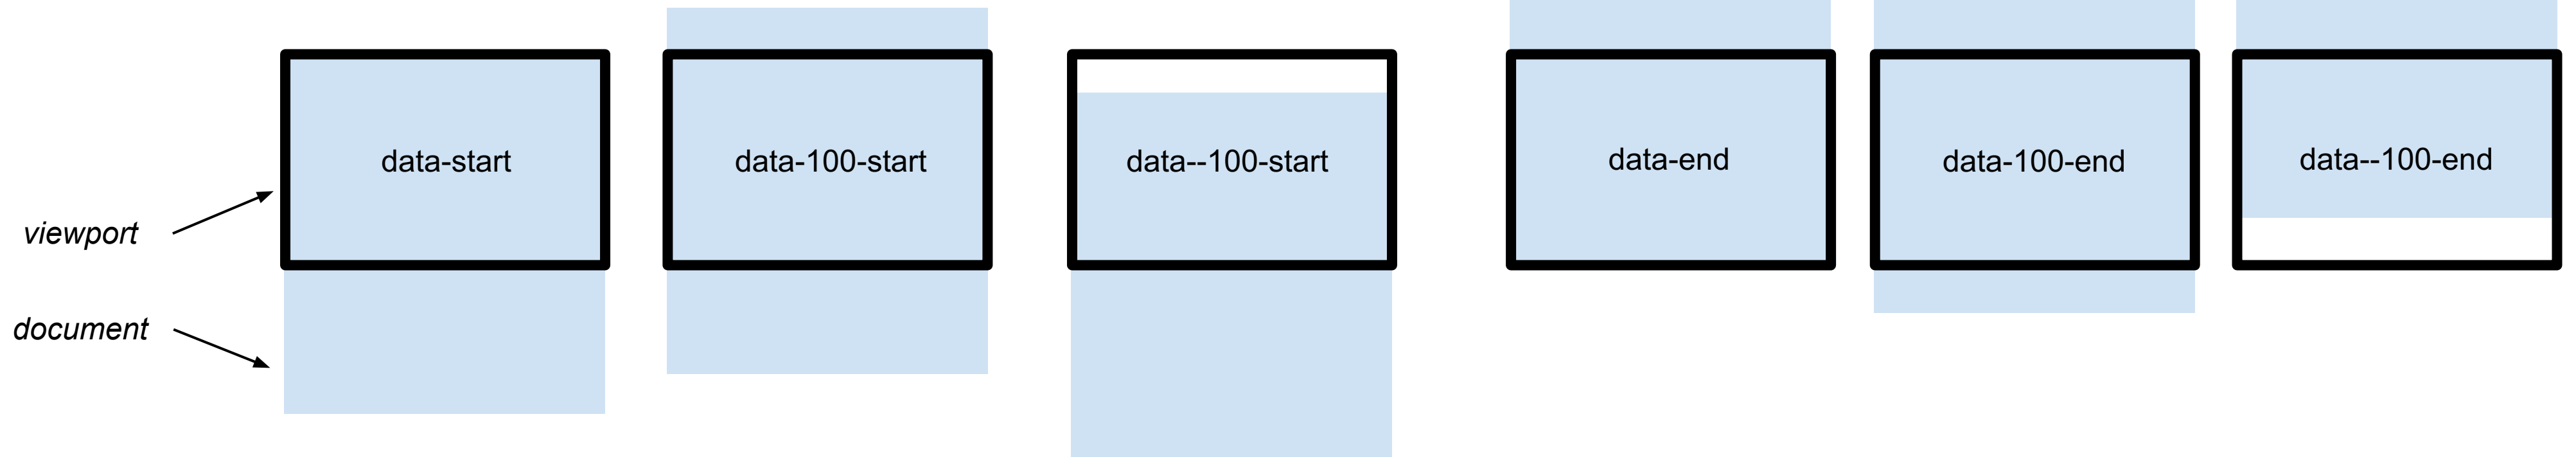 data-start
data-100-start
data--100-start
data-end
data-100-end
data--100-end
viewport
document